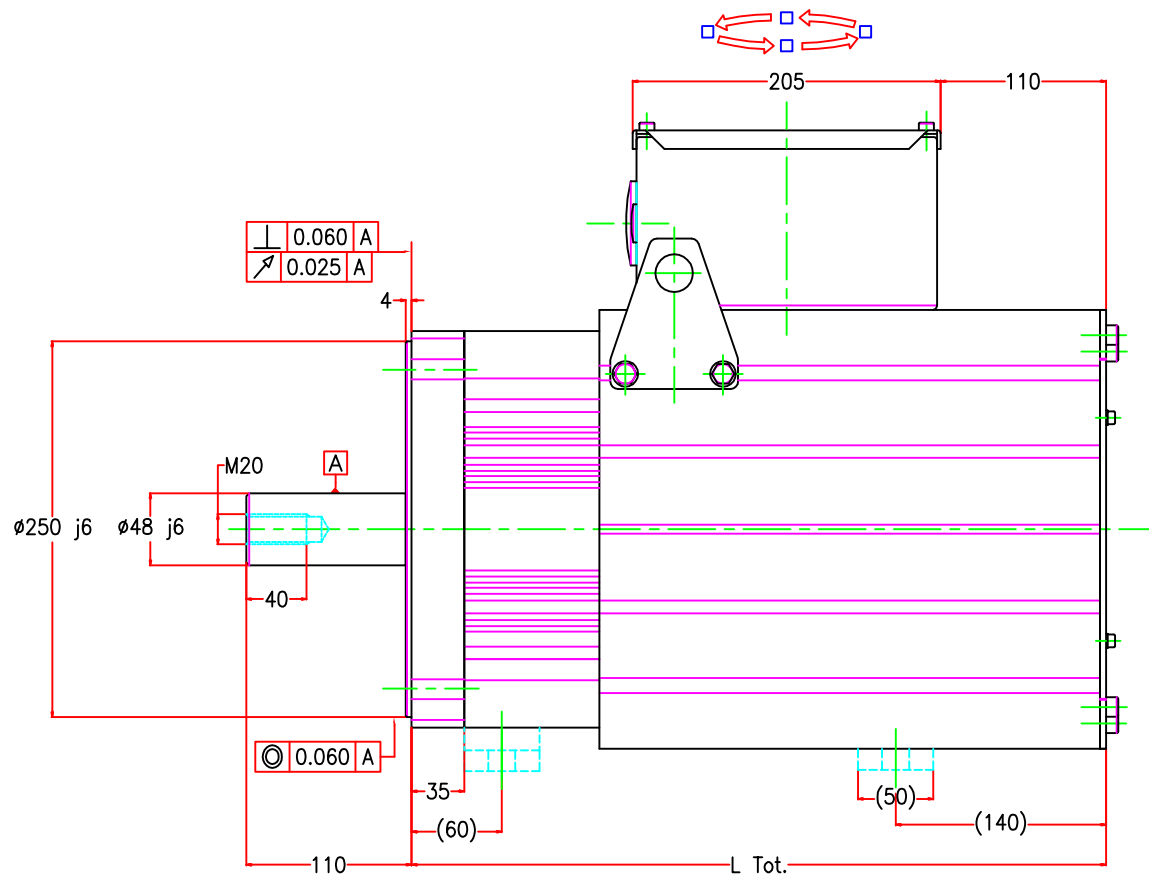 205
110
⊥ 0.060 A
↗ 0.025 A
4
M20
A
ø250 j6
ø48 j6
40
◎ 0.060 A
35
(50)
(60)
(140)
110
L Tot.